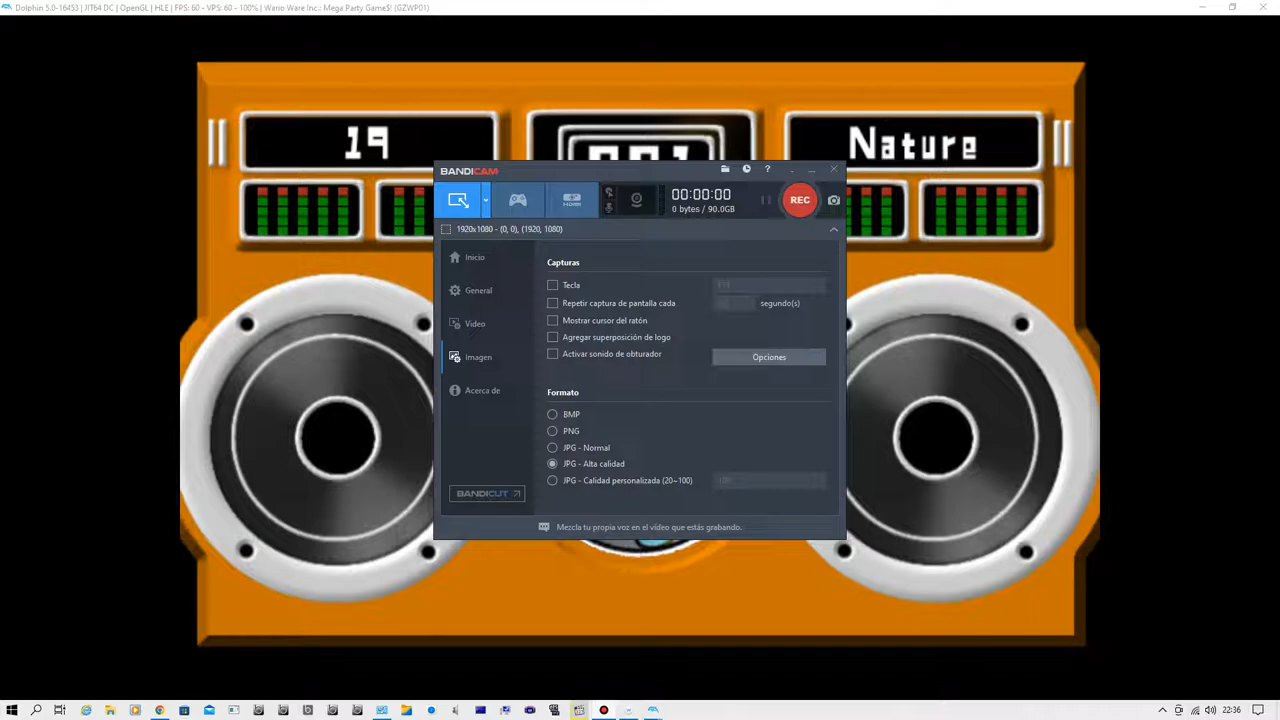 Dolphin 5.0-16453 | JIT64 DC | OpenGL | HLE | FPS: 60 - VPS: 60 - 100% | Wario Ware Inc.: Mega Party Game$! (GZWP01)
19
Nature
BANDICAM
?
HDMI
00:00:00
0 bytes / 90.0GB
REC
1920x1080 - (0, 0), (1920, 1080)
Inicio
General
Video
Imagen
Acerca de
BANDICUT
Capturas
Tecla
Repetir captura de pantalla cada
segundo(s)
Mostrar cursor del ratón
Agregar superposición de logo
Activar sonido de obturador
Opciones
Formato
BMP
PNG
JPG - Normal
JPG - Alta calidad
JPG - Calidad personalizada (20~100)
Mezcla tu propia voz en el vídeo que estás grabando.
22:36